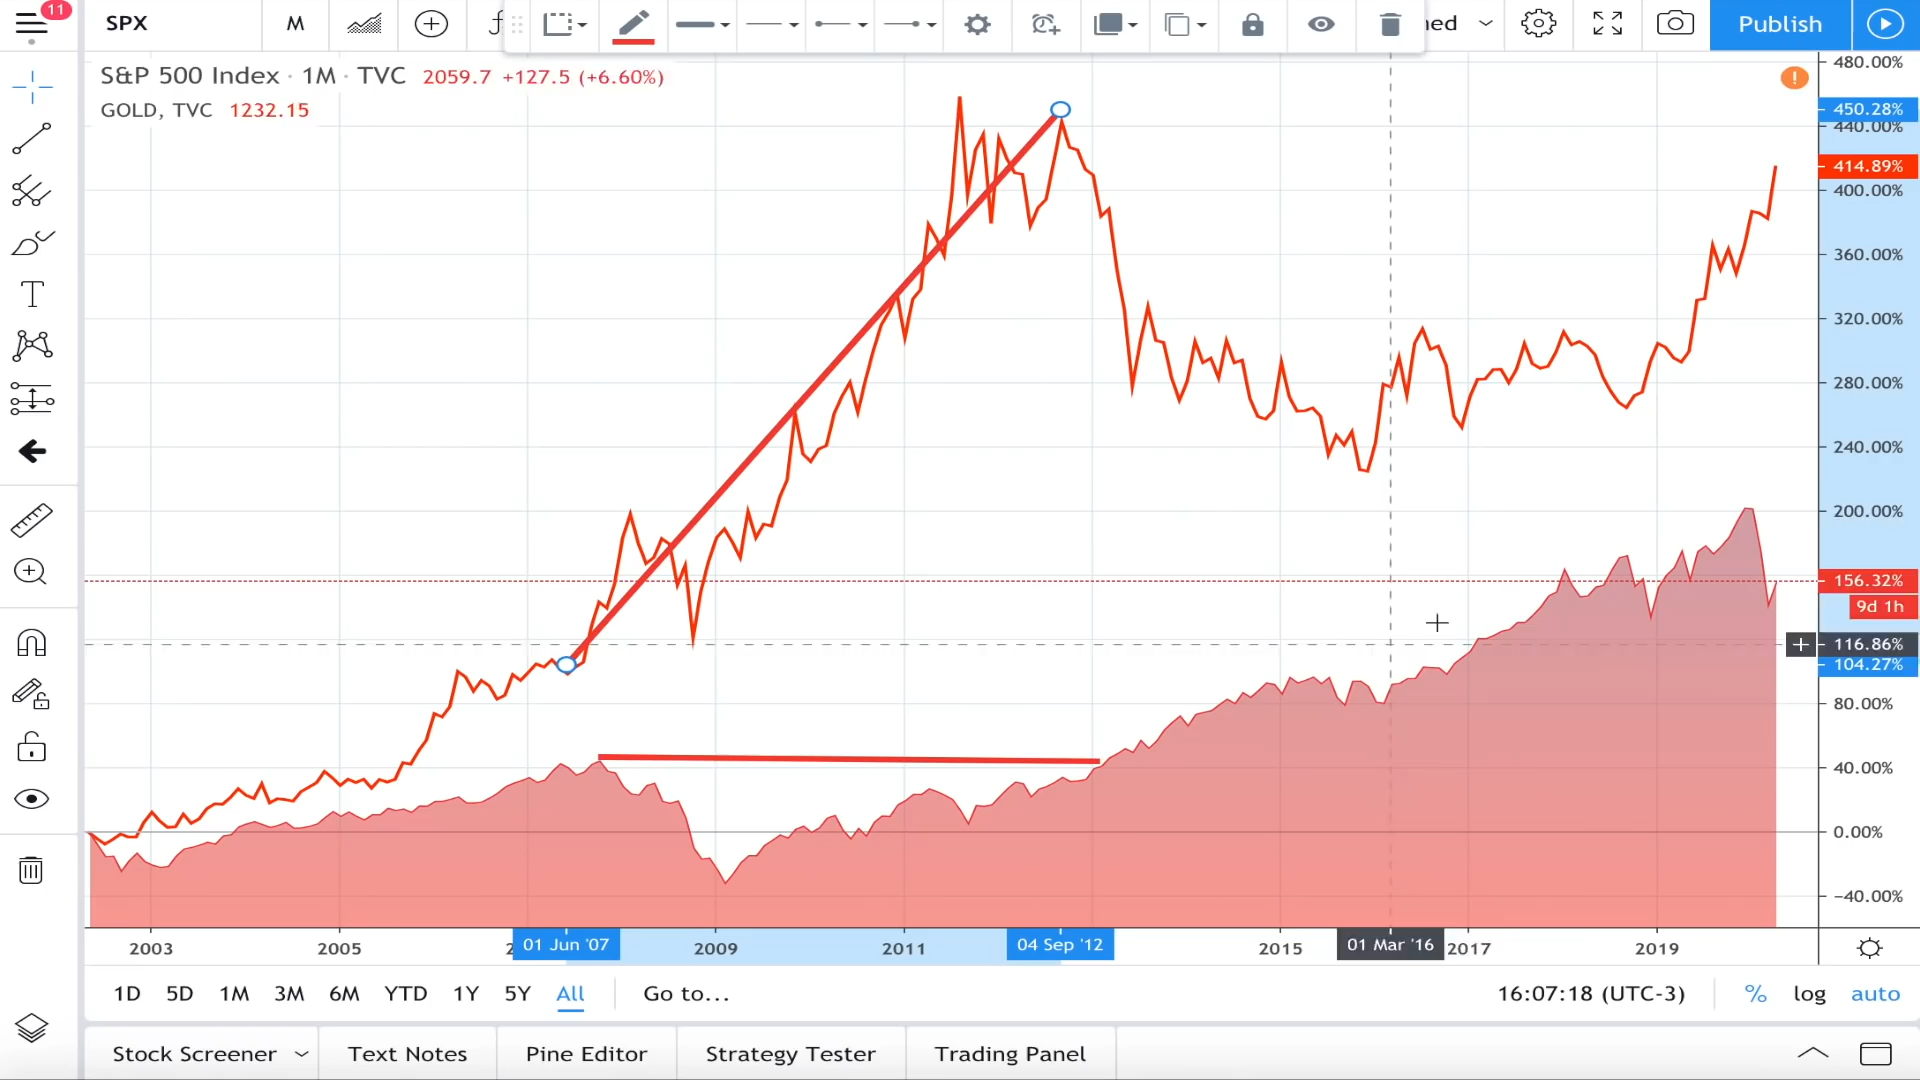 11
SPX
M
ned
Publish
S&P 500 Index · 1M · TVC 2059.7 +127.5 (+6.60%)
GOLD, TVC 1232.15
T
480.00%
450.28%
440.00%
414.89%
400.00%
360.00%
320.00%
280.00%
240.00%
200.00%
156.32%
9d 1h
116.86%
104.27%
80.00%
40.00%
0.00%
-40.00%
2003 2005 2 01 Jun '07 2009 2011 04 Sep '12 2015 01 Mar '16 2017 2019
1D 5D 1M 3M 6M YTD 1Y 5Y All Go to... 16:07:18 (UTC-3) % log auto
Stock Screener Text Notes Pine Editor Strategy Tester Trading Panel